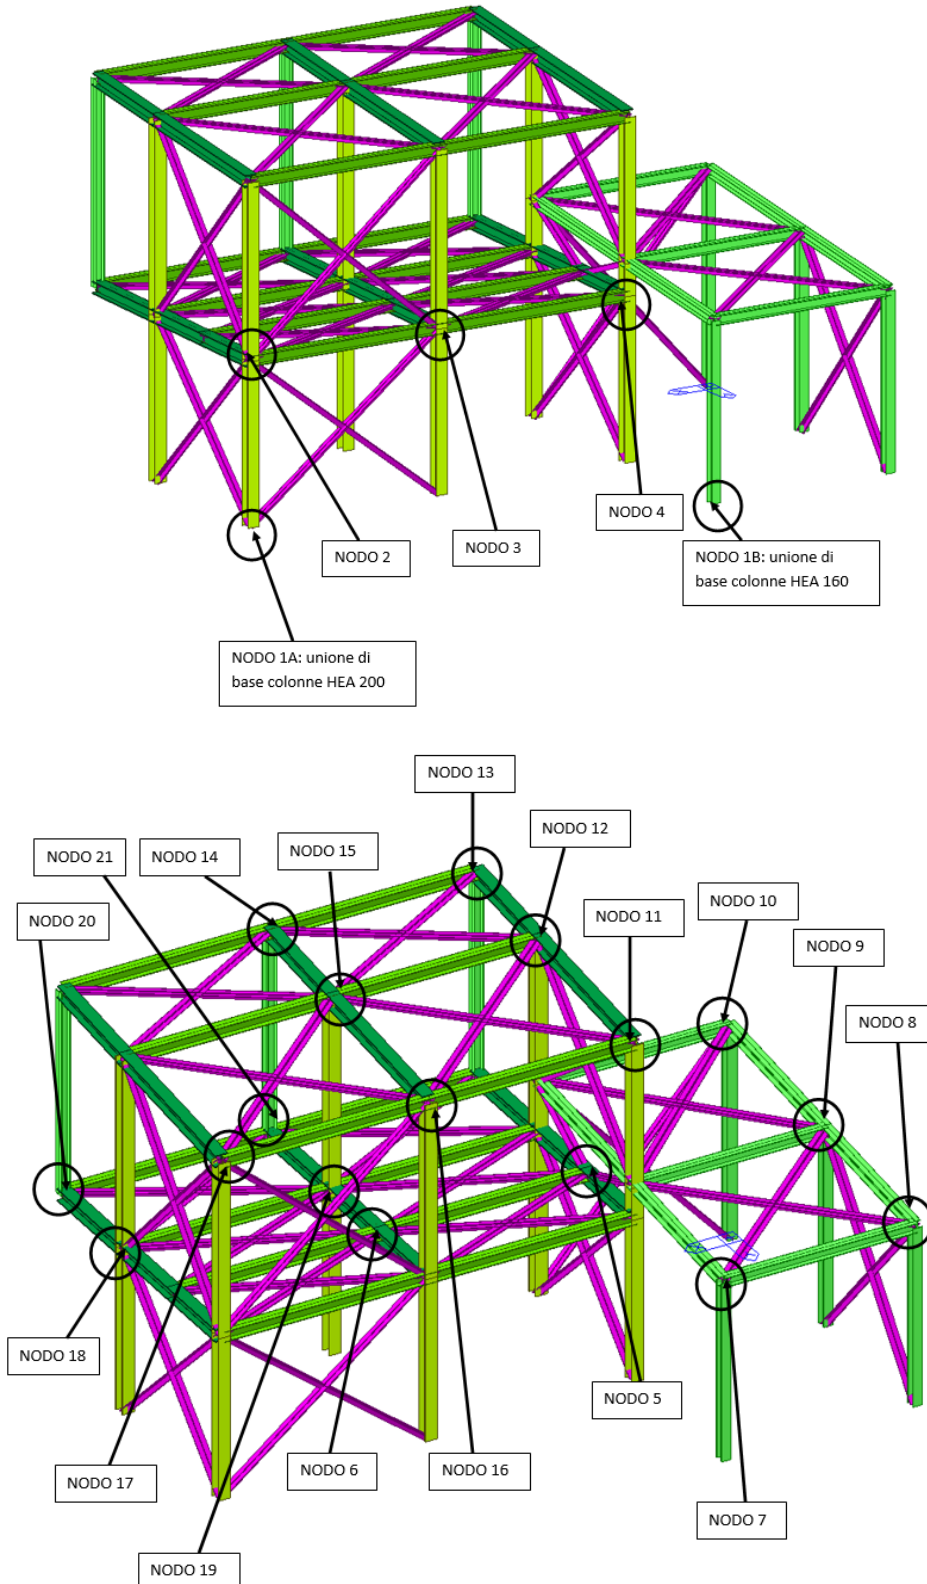 NODO 4
NODO 3
NODO 2
NODO 1B: unione di
base colonne HEA 160
NODO 1A: unione di
base colonne HEA 200
NODO 13
NODO 12
NODO 15
NODO 14
NODO 21
NODO 20
NODO 11
NODO 10
NODO 9
NODO 8
NODO 18
NODO 5
NODO 17
NODO 6
NODO 16
NODO 7
NODO 19